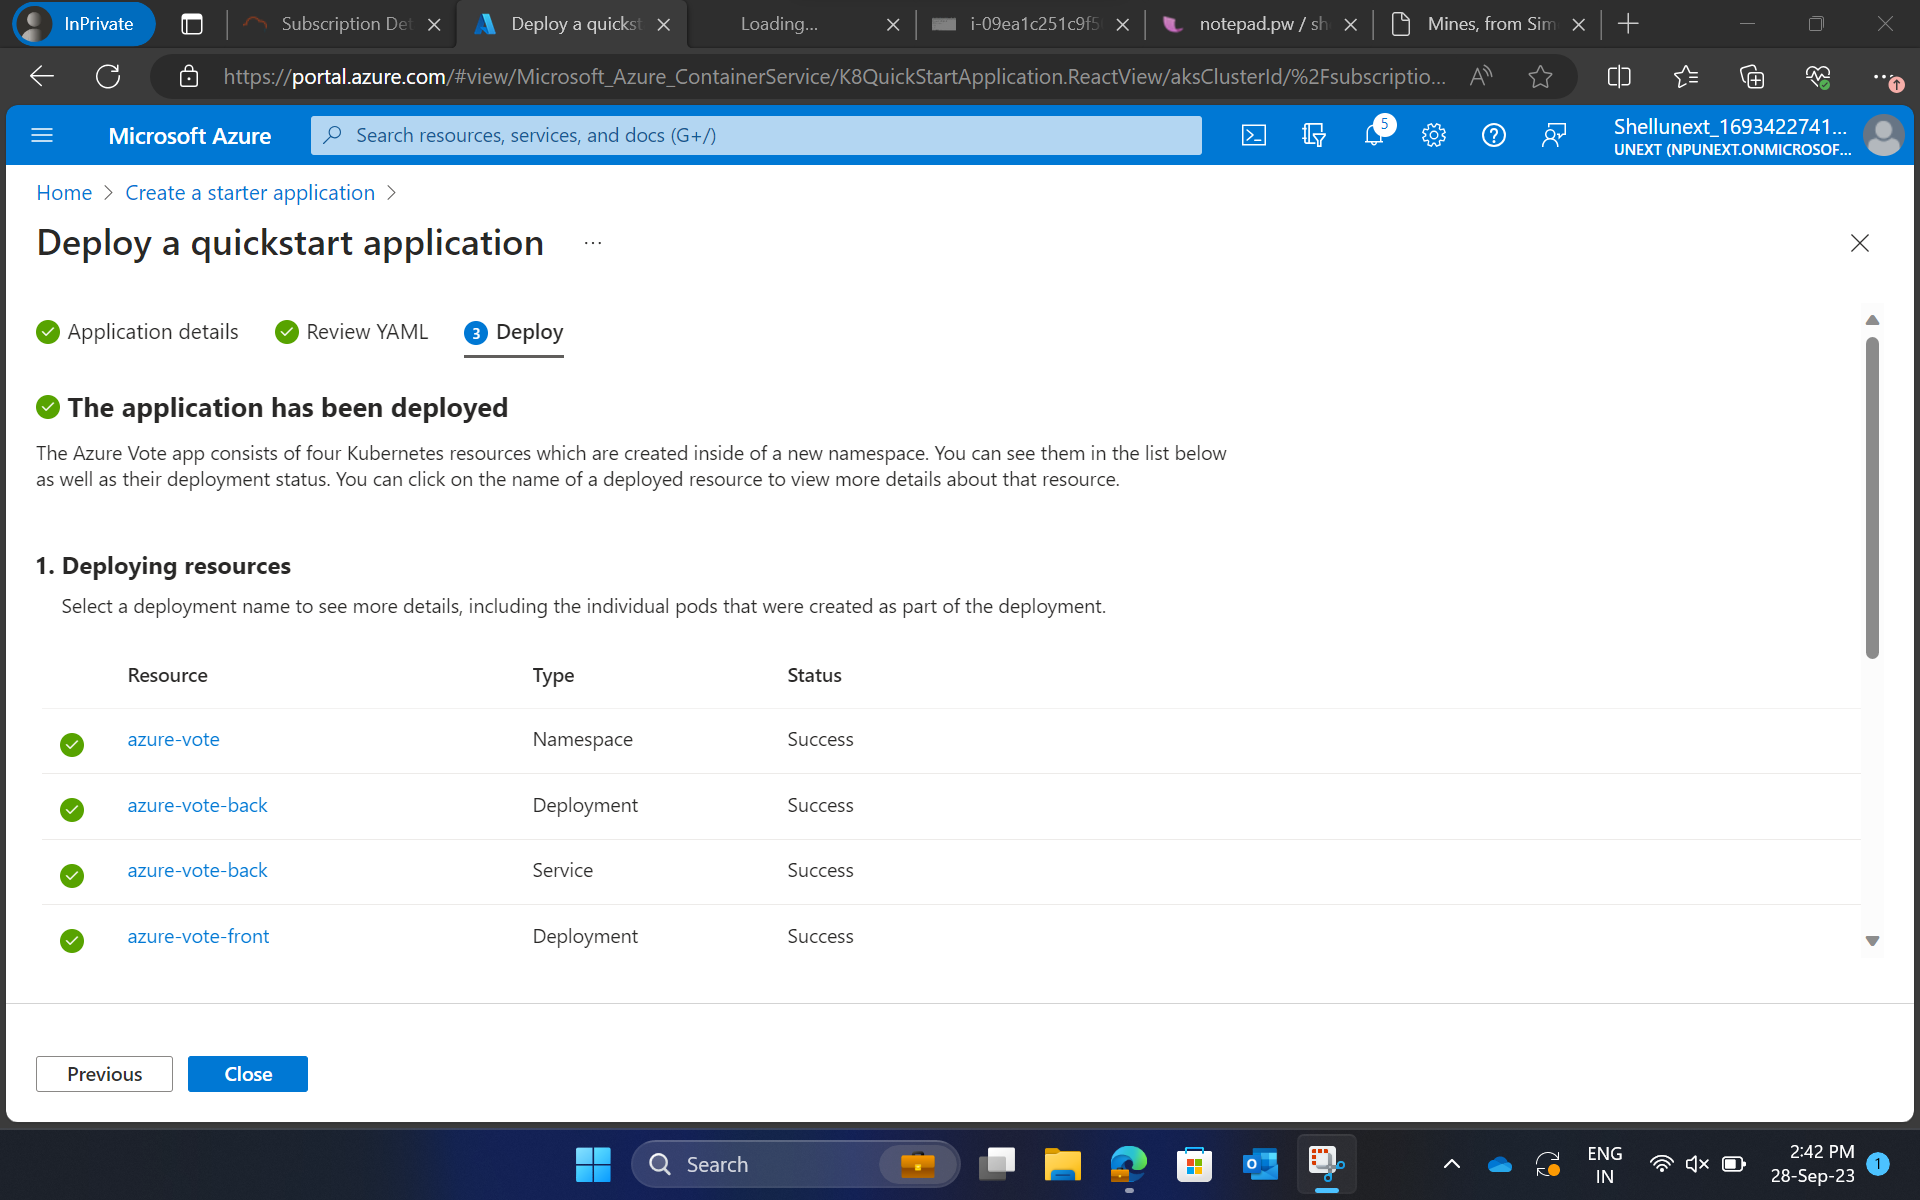 InPrivate
Subscription Det
Deploy a quickst
Loading...
i-09ea1c251c9f5
notepad.pw / sh
Mines, from Sim
https://portal.azure.com/#view/Microsoft_Azure_ContainerService/K8QuickStartApplication.ReactView/aksClusterId/%2Fsubscriptio...
Microsoft Azure
Search resources, services, and docs (G+/)
5
Shellunext_1693422741...
UNEXT (NPUNEXT.ONMICROSOF...
Home > Create a starter application >
Deploy a quickstart application ...
Application details
Review YAML
3 Deploy
The application has been deployed
The Azure Vote app consists of four Kubernetes resources which are created inside of a new namespace. You can see them in the list below
as well as their deployment status. You can click on the name of a deployed resource to view more details about that resource.
1. Deploying resources
Select a deployment name to see more details, including the individual pods that were created as part of the deployment.
Resource Type Status
azure-vote Namespace Success
azure-vote-back Deployment Success
azure-vote-back Service Success
azure-vote-front Deployment Success
Previous
Close
Search
ENG
IN
2:42 PM
28-Sep-23
1